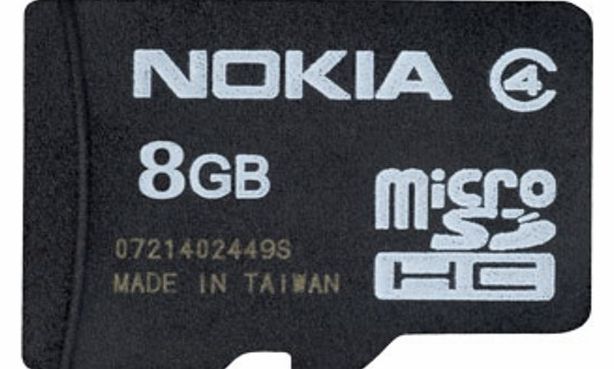 NOKIA 4
8GB
micro
SD
HC
0721402449S
MADE IN TAIWAN